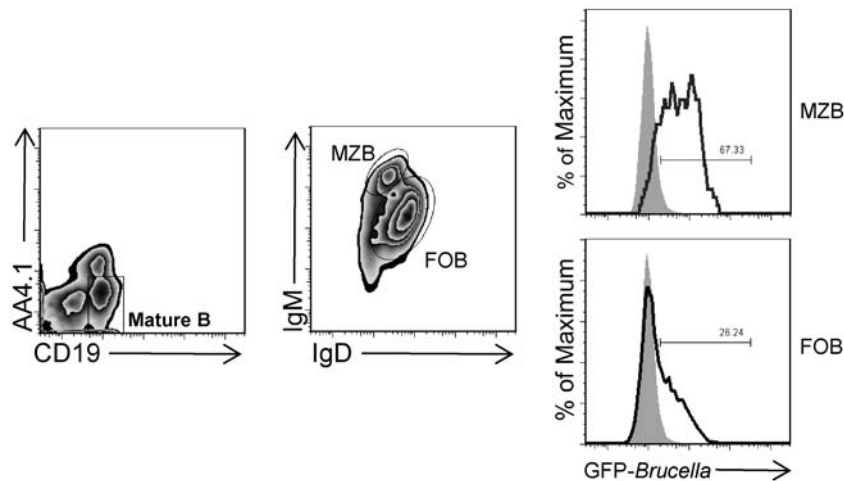 AA4.1
CD19
Mature B
IgM
IgD
MZB
FOB
% of Maximum
67.33
MZB
% of Maximum
26.24
FOB
GFP-Brucella